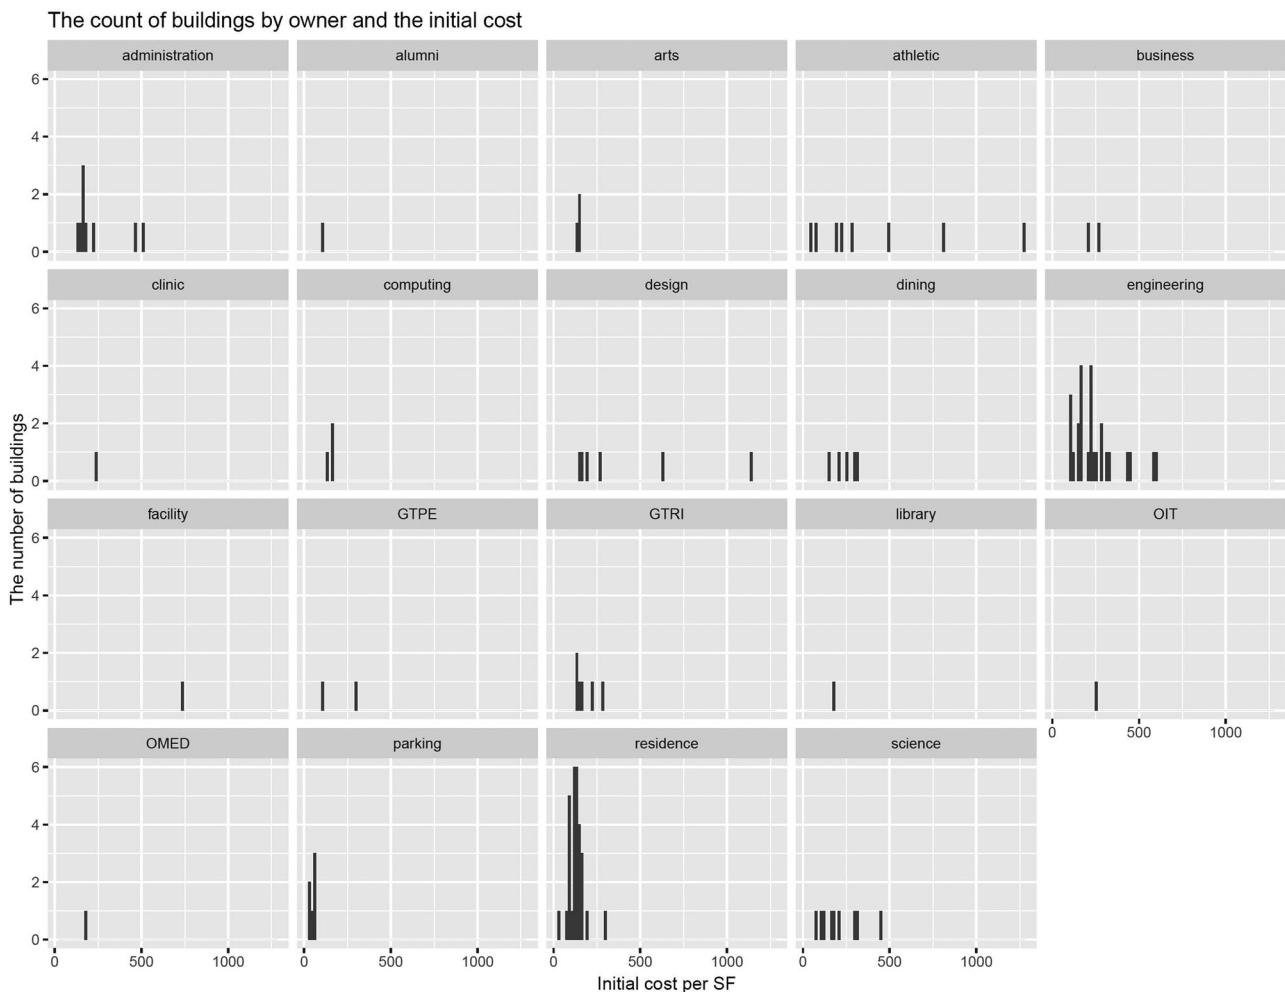 The count of buildings by owner and the initial cost
administration alumni arts athletic business
6
4
2
0
clinic computing design dining engineering
6
4
2
0
The number of buildings
facility GTPE GTRI library OIT
6
4
2
0
0 500 1000
OMED parking residence science
6
4
2
0
0 500 1000 0 500 1000 0 500 1000 0 500 1000
Initial cost per SF